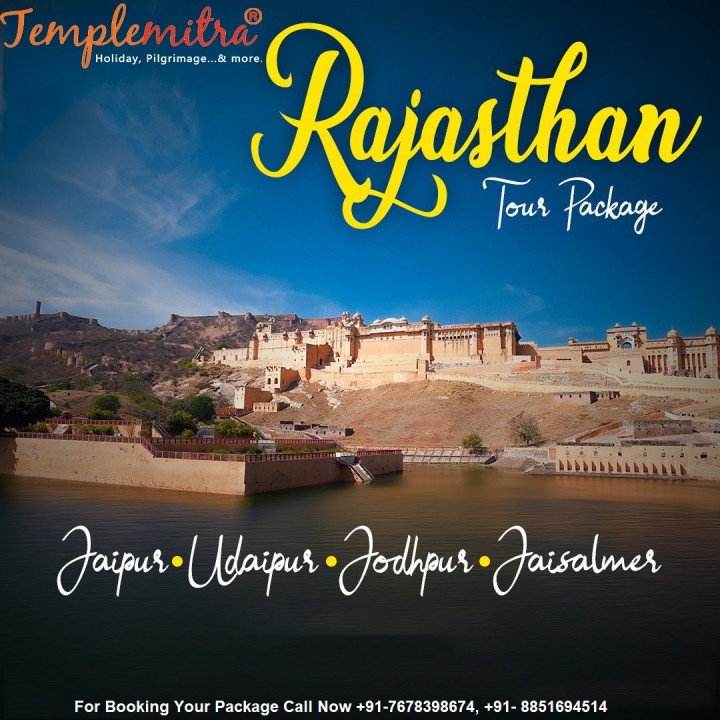 Templemitra®
Holiday, Pilgrimage...& more.
Rajasthan
Tour Package
Jaipur • Udaipur • Jodhpur • Jaisalmer
For Booking Your Package Call Now +91-7678398674, +91- 8851694514